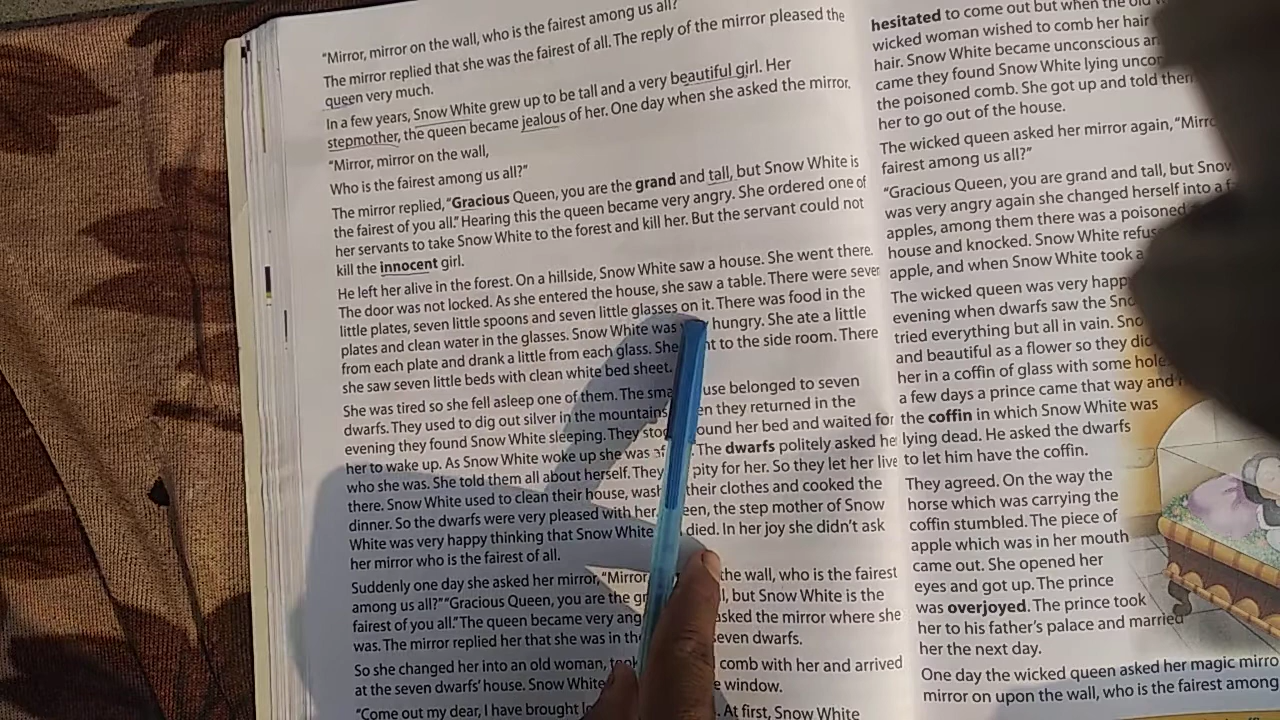 "Mirror, mirror on the wall, who is the fairest among us all?
The mirror replied that she was the fairest of all. The reply of the mirror pleased the
queen very much.
In a few years, Snow White grew up to be tall and a very beautiful girl. Her
stepmother, the queen became jealous of her. One day when she asked the mirror.
"Mirror, mirror on the wall,
Who is the fairest among us all?"
The mirror replied, "Gracious Queen, you are the grand and tall, but Snow White is
the fairest of you all." Hearing this the queen became very angry. She ordered one of
her servants to take Snow White to the forest and kill her. But the servant could not
kill the innocent girl.
He left her alive in the forest. On a hillside, Snow White saw a house. She went there.
The door was not locked. As she entered the house, she saw a table. There were seven
little plates, seven little spoons and seven little glasses on it. There was food in the
plates and clean water in the glasses. Snow White was hungry. She ate a little
from each plate and drank a little from each glass. She to the side room. There
she saw seven little beds with clean white bed sheet.
She was tired so she fell asleep one of them. The belonged to seven
dwarfs. They used to dig out silver in the mountains they returned in the
evening they found Snow White sleeping. They her bed and waited for
her to wake up. As Snow White woke up she was The dwarfs politely asked
who she was. She told them all about herself. They pity for her. So they let her live
there. Snow White used to clean their house, their clothes and cooked the
dinner. So the dwarfs were very pleased with her. the step mother of Snow
White was very happy thinking that Snow White died. In her joy she didn't ask
her mirror who is the fairest of all.
Suddenly one day she asked her mirror, "Mirror the wall, who is the fairest
among us all?" "Gracious Queen, you are the but Snow White is the
fairest of you all." The queen became very asked the mirror where she
was. The mirror replied her that she was in seven dwarfs.
So she changed her into an old woman, comb with her and arrived
at the seven dwarfs' house. Snow White window.
"Come out my dear, I have brought At first, Snow White
hesitated to come out but when the old
wicked woman wished to comb her hair
hair. Snow White became unconscious
came they found Snow White lying
the poisoned comb. She got up and told
her to go out of the house.
The wicked queen asked her mirror again,
fairest among us all?"
"Gracious Queen, you are grand and tall, but
was very angry again she changed herself into a
apples, among them there was a poisoned
house and knocked. Snow White
apple, and when Snow White took a
The wicked queen was very
evening when dwarfs saw the
tried everything but all in vain.
and beautiful as a flower so they
her in a coffin of glass with some
a few days a prince came that way and
the coffin in which Snow White was
lying dead. He asked the dwarfs
to let him have the coffin.
They agreed. On the way the
horse which was carrying the
coffin stumbled. The piece of
apple which was in her mouth
came out. She opened her
eyes and got up. The prince
was overjoyed. The prince took
her to his father's palace and married
her the next day.
One day the wicked queen asked her magic
mirror on upon the wall, who is the fairest among